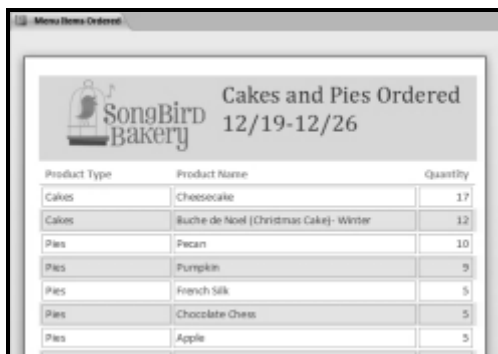 Menu Items Ordered
SongBird
Bakery
Cakes and Pies Ordered
12/19-12/26
Product Type Product Name Quantity
Cakes Cheesecake 17
Cakes Buche de Noel (Christmas Cake)- Winter 12
Pies Pecan 10
Pies Pumpkin 9
Pies French Silk 5
Pies Chocolate Chess 5
Pies Apple 5